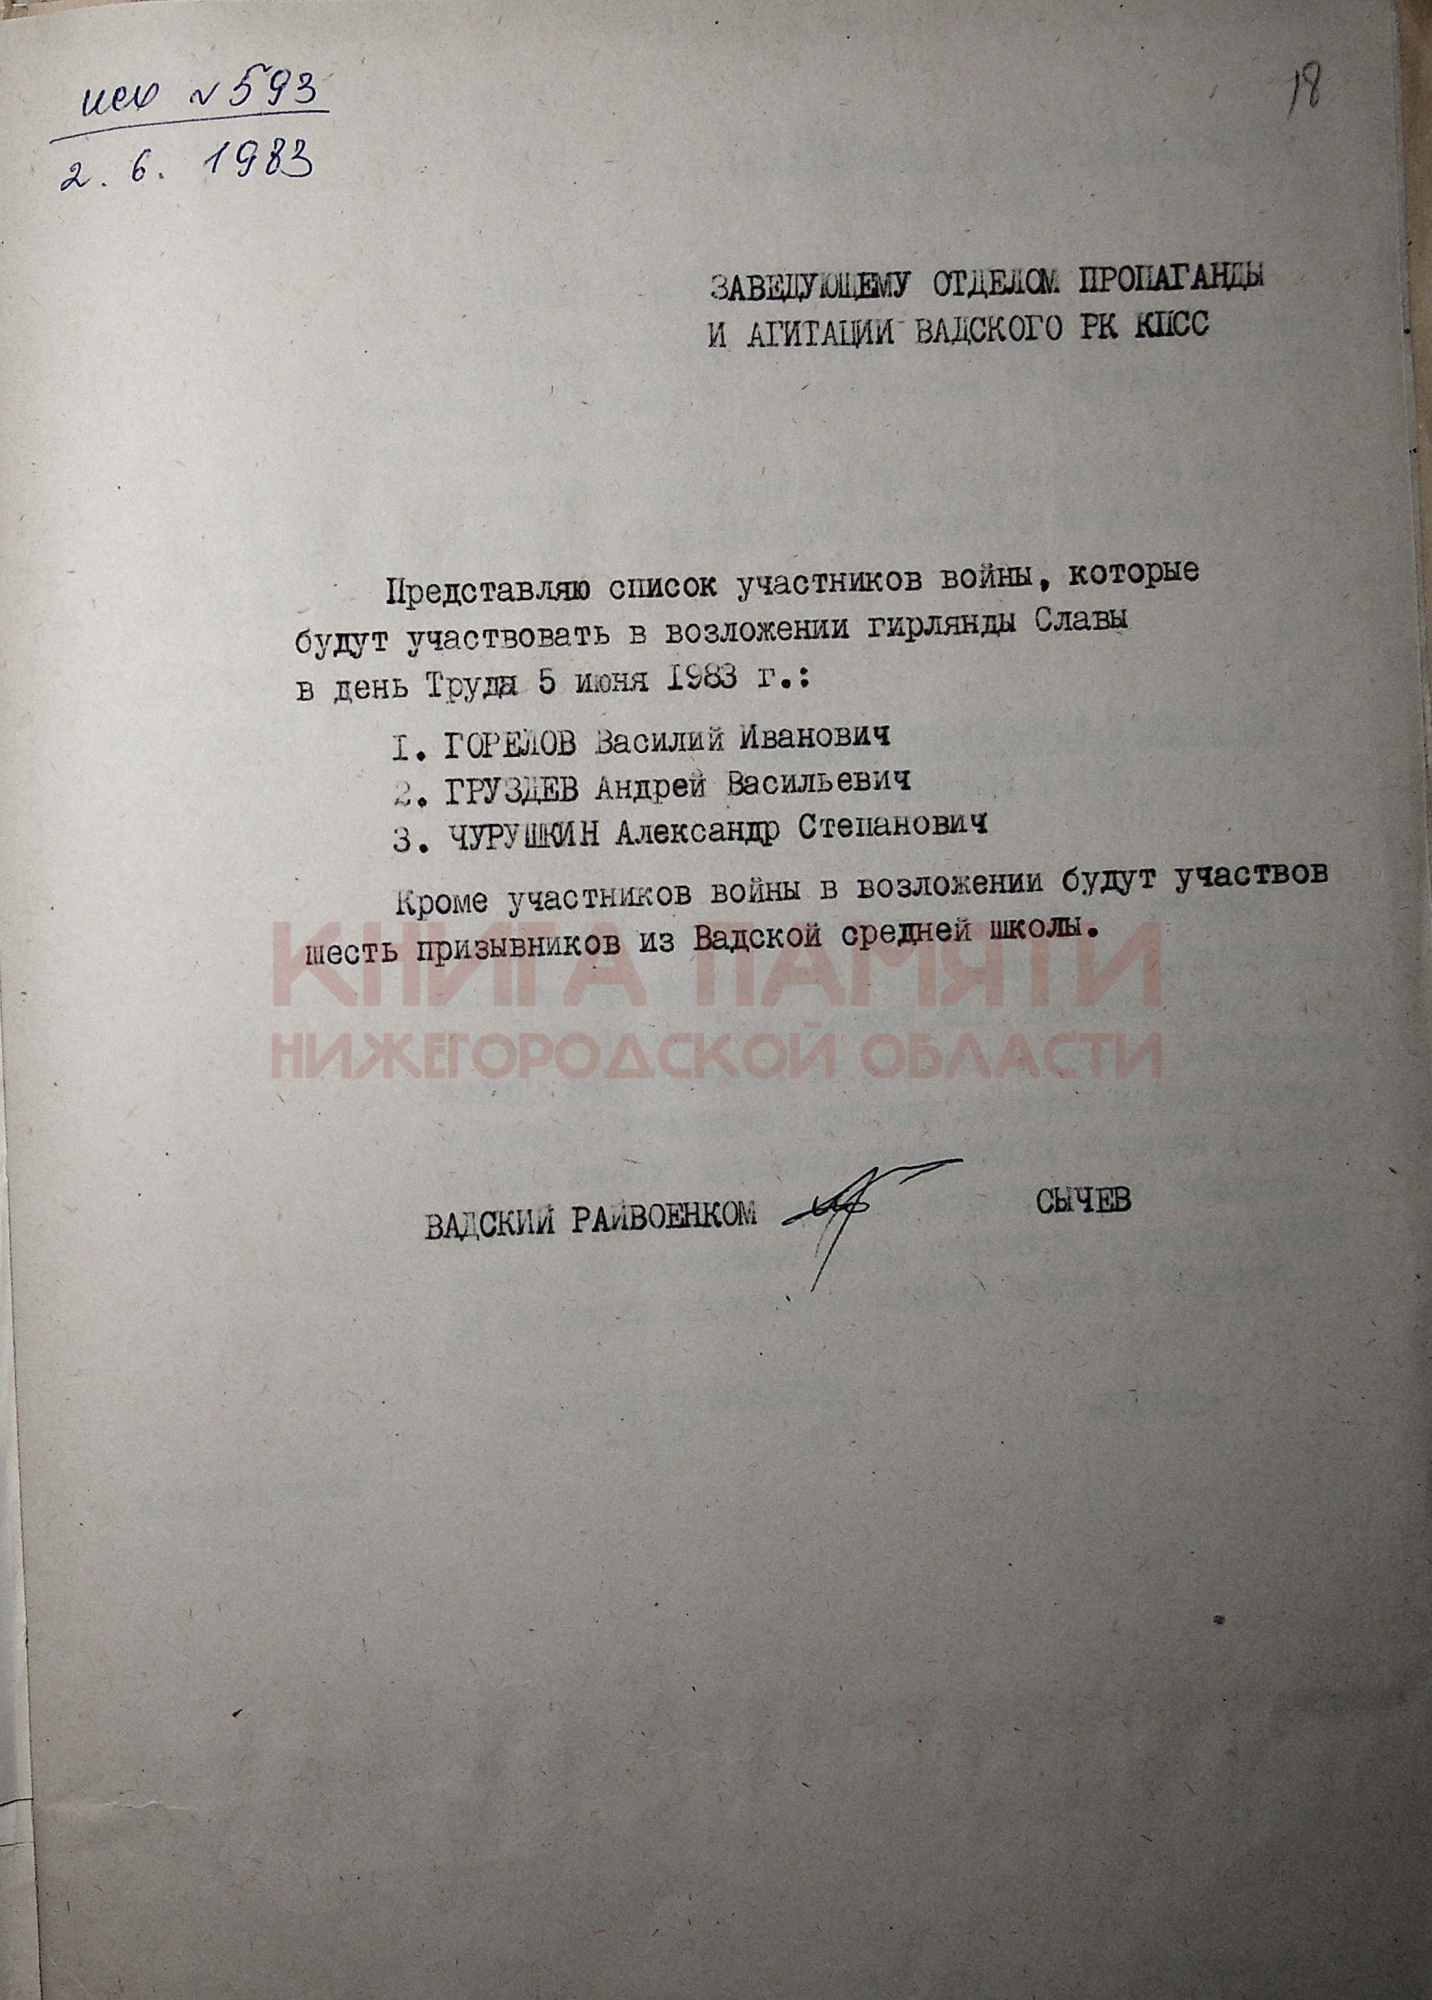 исх № 593
18
2. 6. 1983
ЗАВЕДУЮЩЕМУ ОТДЕЛОМ ПРОПАГАНДЫ
И АГИТАЦИИ ВАДСКОГО РК КПСС
Представляю список участников войны, которые
будут участвовать в возложении гирлянды Славы
в день Труда 5 июня 1983 г.:
1. ГОРЕЛОВ Василий Иванович
2. ГРУЗДЕВ Андрей Васильевич
3. ЧУРУШКИН Александр Степанович
Кроме участников войны в возложении будут участвов
шесть призывников из Вадской средней школы.
КНИГА ПАМЯТИ
НИЖЕГОРОДСКОЙ ОБЛАСТИ
ВАДСКИЙ РАЙВОЕНКОМ СЫЧЕВ